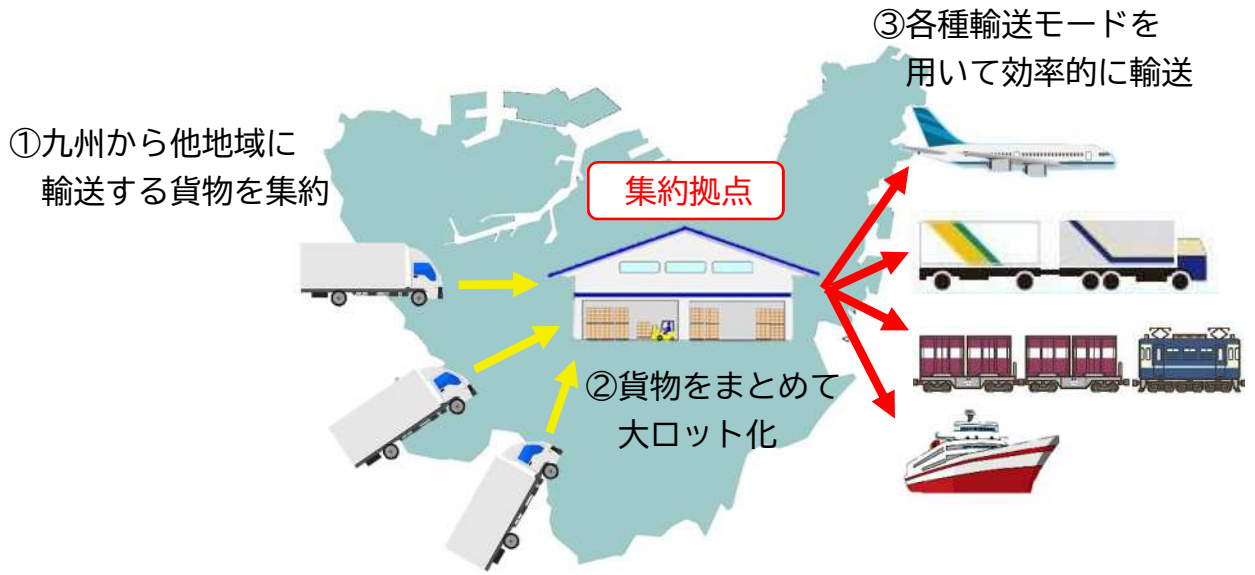 ①九州から他地域に
輸送する貨物を集約
集約拠点
②貨物をまとめて
大ロット化
③各種輸送モードを
用いて効率的に輸送